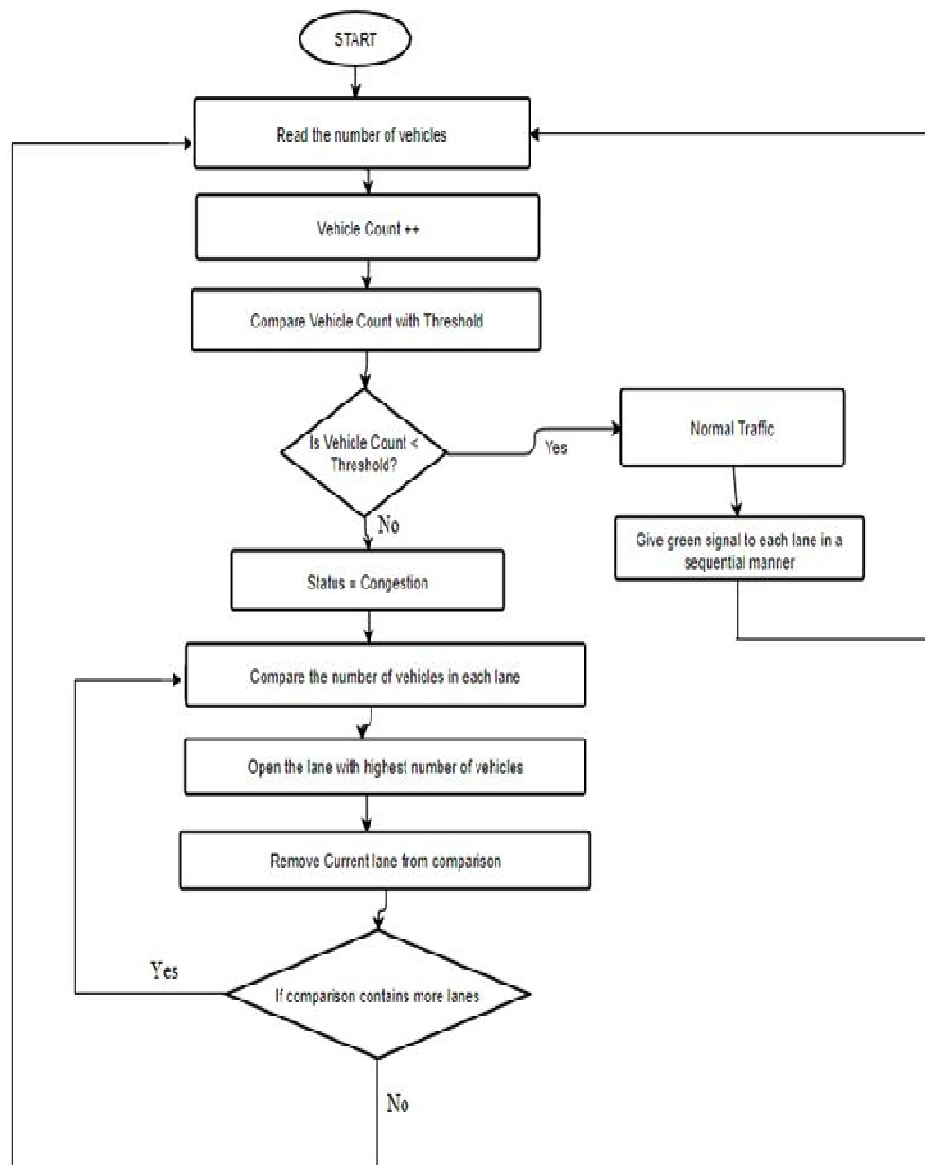 START
Read the number of vehicles
Vehicle Count ++
Compare Vehicle Count with Threshold
Is Vehicle Count <
Threshold?
Yes
Normal Traffic
Give green signal to each lane in a
sequential manner
No
Status = Congestion
Compare the number of vehicles in each lane
Open the lane with highest number of vehicles
Remove Current lane from comparison
If comparison contains more lanes
Yes
No